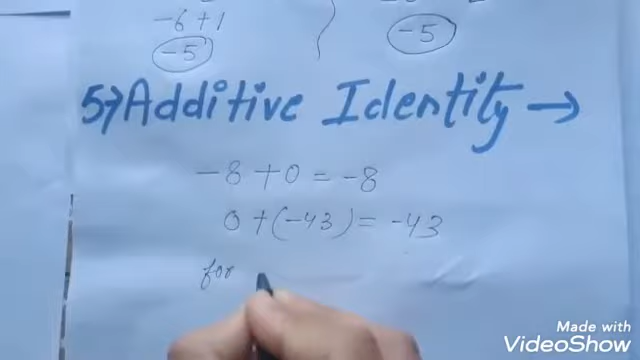 -6 + 1
-5
-5
5) Additive Identity →
-8 + 0 = -8
0 + (-43) = -43
for
Made with
VideoShow